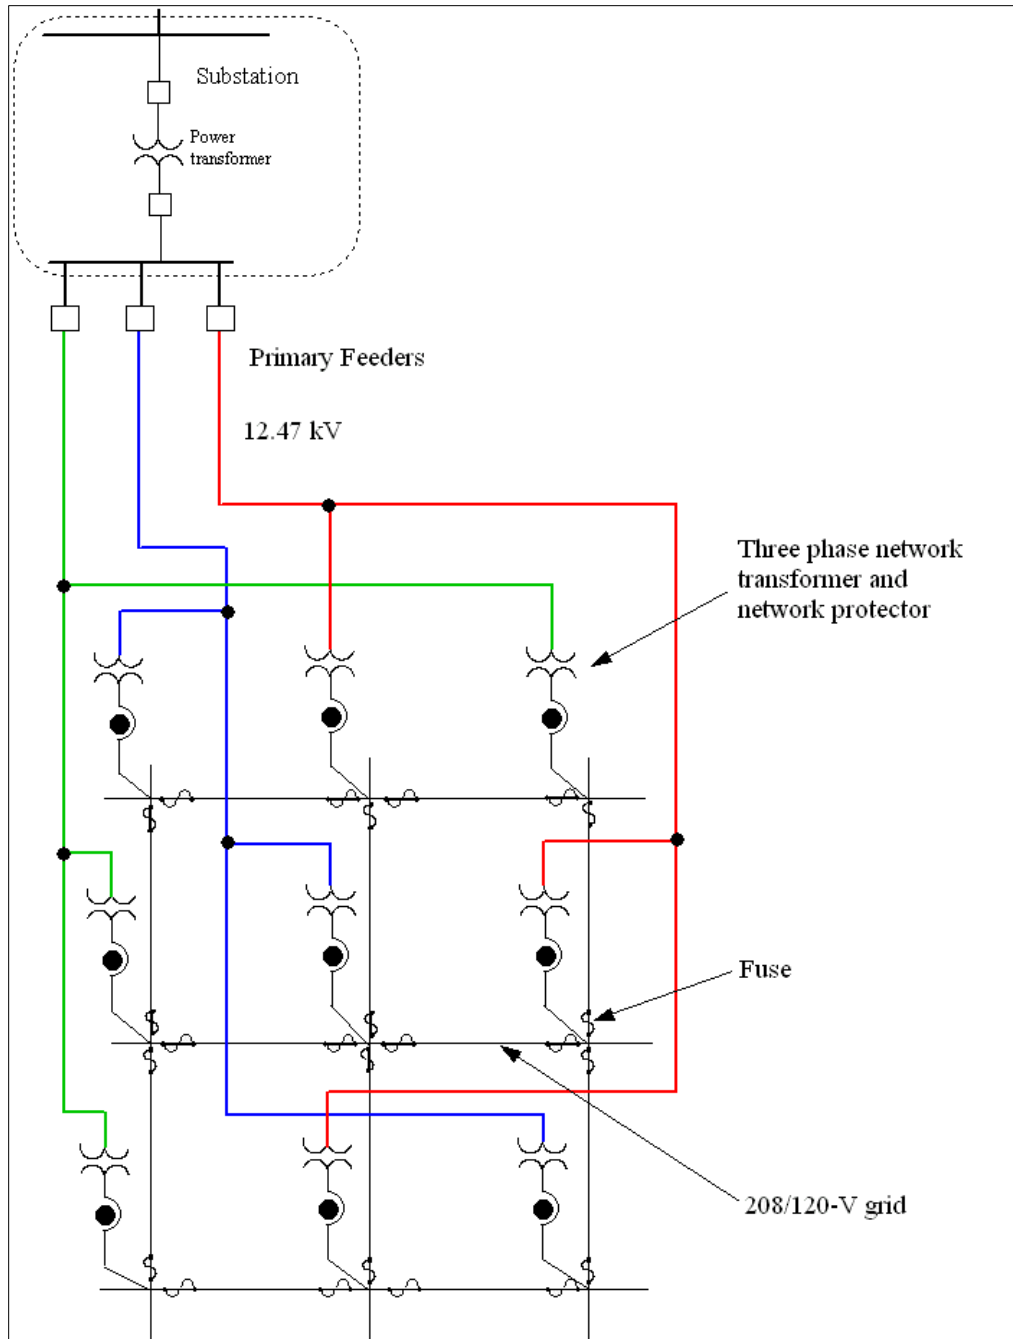 Substation
Power
transformer
Primary Feeders
12.47 kV
Three phase network
transformer and
network protector
Fuse
208/120-V grid